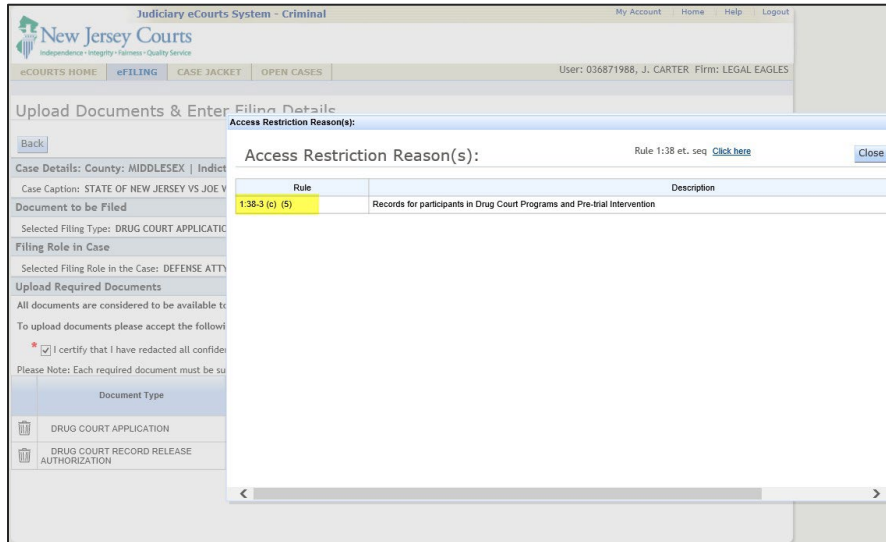 Judiciary eCourts System - Criminal
My Account Home Help Logout
New Jersey Courts
Independence · Integrity · Fairness · Quality Service
eCOURTS HOME eFILING CASE JACKET OPEN CASES
User: 036871988, J. CARTER Firm: LEGAL EAGLES
Upload Documents & Enter Filing Details
Access Restriction Reason(s):
Back
Access Restriction Reason(s):
Rule 1:38 et. seq Click here
Close
Case Details: County: MIDDLESEX | Indict
Case Caption: STATE OF NEW JERSEY VS JOE
Rule Description
1:38-3 (c) (5) Records for participants in Drug Court Programs and Pre-trial Intervention
Document to be Filed
Selected Filing Type: DRUG COURT APPLICATIC
Filing Role in Case
Selected Filing Role in the Case: DEFENSE ATTY
Upload Required Documents
All documents are considered to be available to
To upload documents please accept the followi
* I certify that I have redacted all confide
Please Note: Each required document must be su
Document Type
DRUG COURT APPLICATION
DRUG COURT RECORD RELEASE
AUTHORIZATION